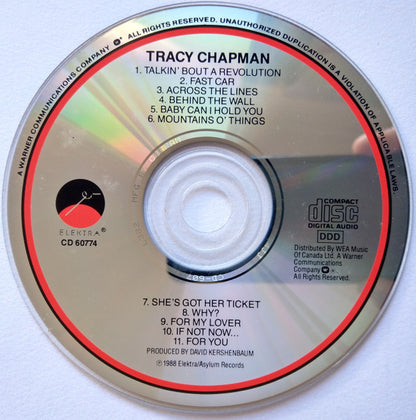 A WARNER COMMUNICATIONS COMPANY ALL RIGHTS RESERVED. UNAUTHORIZED DUPLICATION IS A VIOLATION OF APPLICABLE LAWS.
TRACY CHAPMAN
1. TALKIN' BOUT A REVOLUTION
2. FAST CAR
3. ACROSS THE LINES
4. BEHIND THE WALL
5. BABY CAN I HOLD YOU
6. MOUNTAINS O' THINGS
ELEKTRA®
CD 60774
COMPACT
disc
DIGITAL AUDIO
DDD
Distributed By WEA Music
Of Canada Ltd. A Warner
Communications
Company
All Rights Reserved.
7. SHE'S GOT HER TICKET
8. WHY?
9. FOR MY LOVER
10. IF NOT NOW...
11. FOR YOU
PRODUCED BY DAVID KERSHENBAUM
℗ 1988 Elektra/Asylum Records